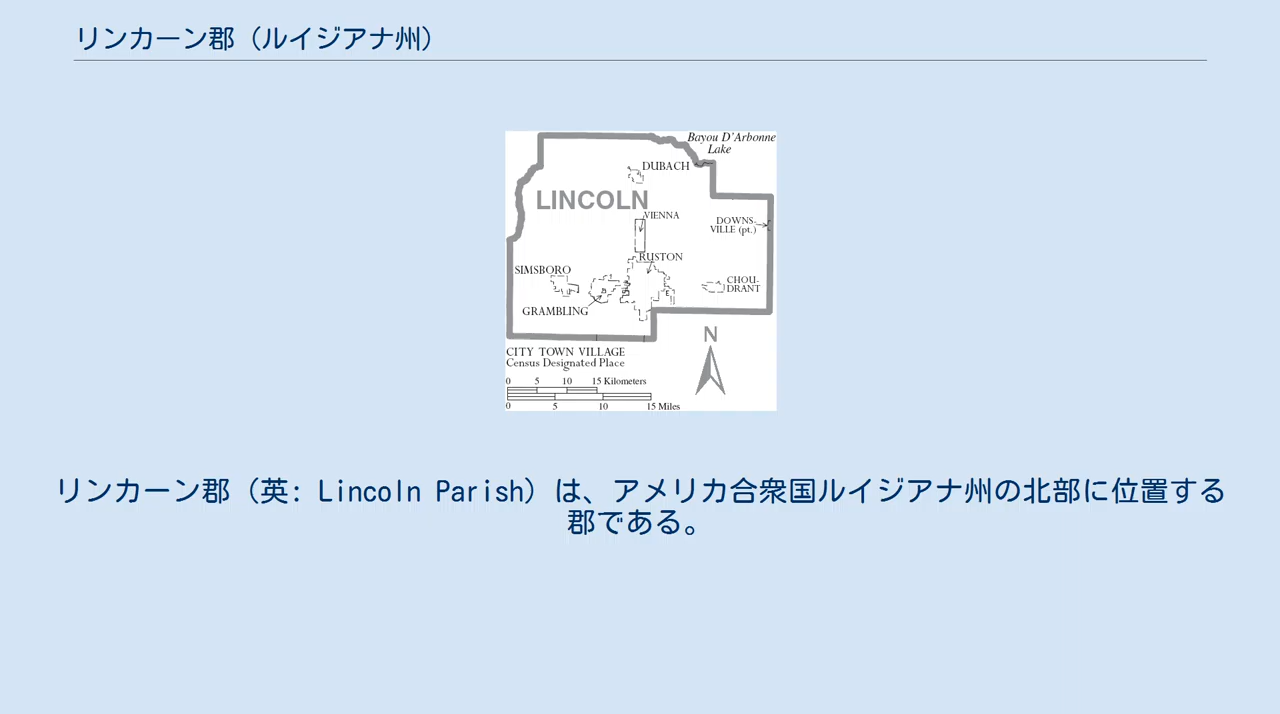 リンカーン郡（ルイジアナ州）
Bayou D'Arbonne
Lake
DUBACH
LINCOLN
VIENNA
DOWNS-
VILLE (pt.)
RUSTON
SIMSBORO
CHOU-
DRANT
GRAMBLING
N
CITY TOWN VILLAGE
Census Designated Place
0 5 10 15 Kilometers
0 5 10 15 Miles
リンカーン郡（英: Lincoln Parish）は、アメリカ合衆国ルイジアナ州の北部に位置する
郡である。